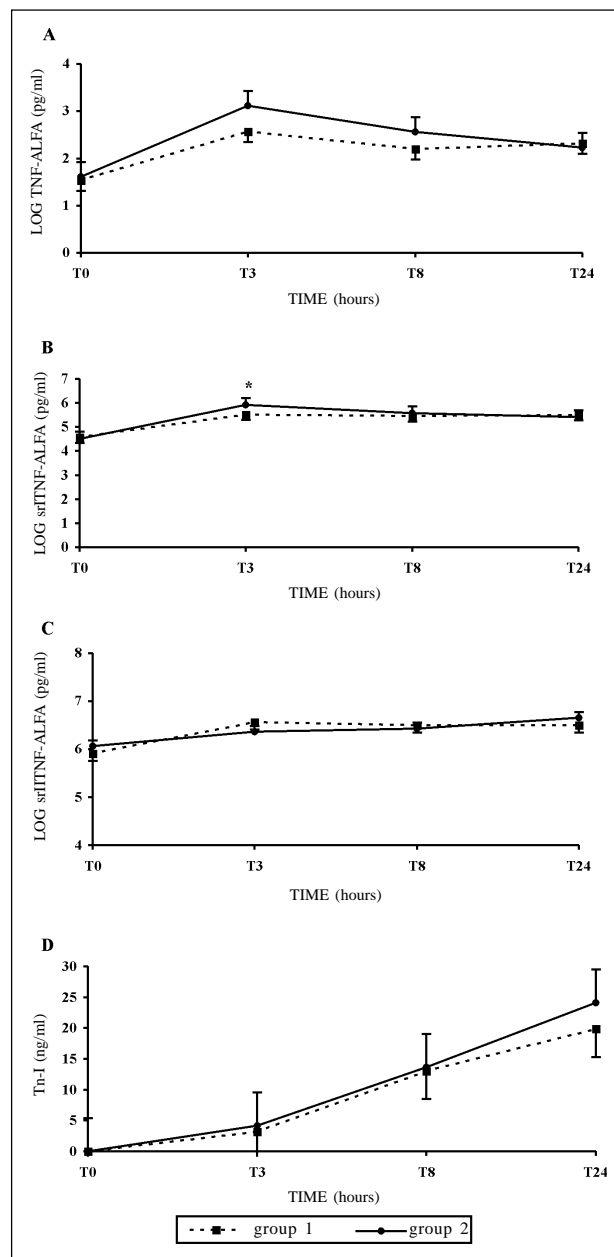 A
LOG TNF-ALFA (pg/ml)
4
3
2
1
0
T0 T3 T8 T24
TIME (hours)
B
LOG srITNF-ALFA (pg/ml)
7
6
5
4
3
2
1
0
*
T0 T3 T8 T24
TIME (hours)
C
LOG srIITNF-ALFA (pg/ml)
8
7
6
5
4
T0 T3 T8 T24
TIME (hours)
D
Tn-I (ng/ml)
30
25
20
15
10
5
0
T0 T3 T8 T24
TIME (hours)
group 1 group 2